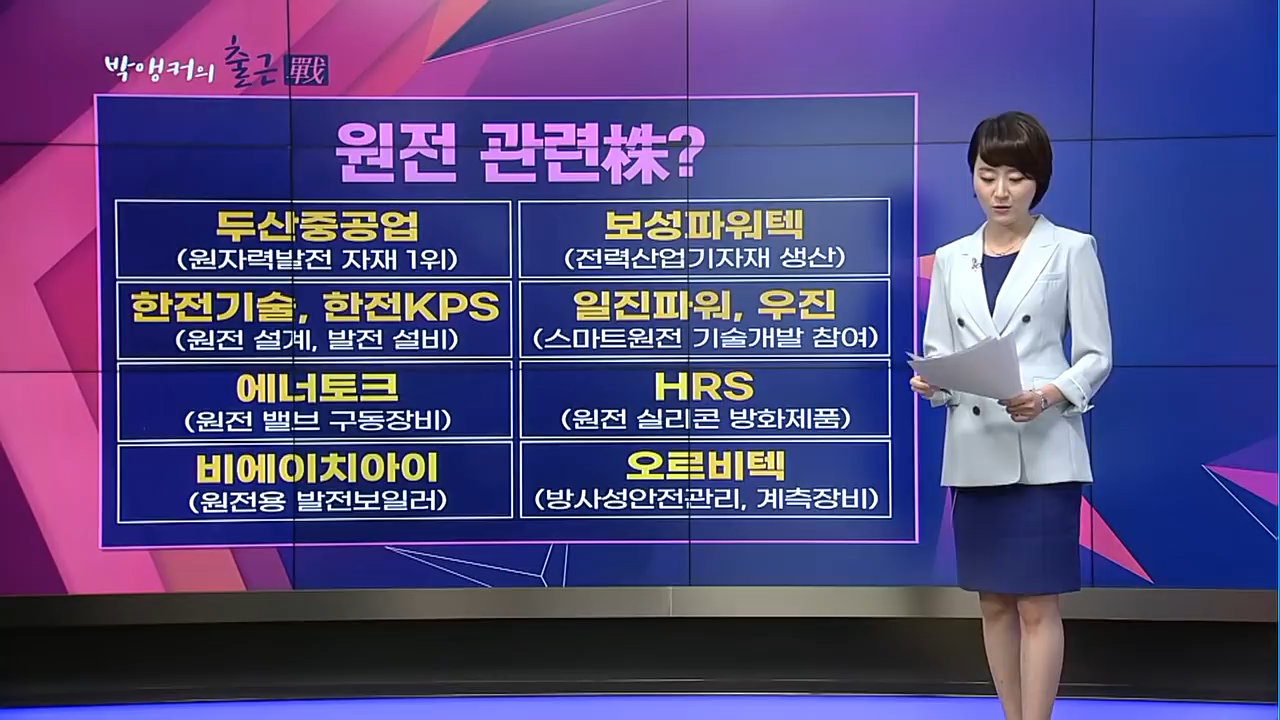 박앵커의 출근戰
원전 관련株?
두산중공업
(원자력발전 자재 1위)
보성파워텍
(전력산업기자재 생산)
한전기술, 한전KPS
(원전 설계, 발전 설비)
일진파워, 우진
(스마트원전 기술개발 참여)
에너토크
(원전 밸브 구동장비)
HRS
(원전 실리콘 방화제품)
비에이치아이
(원전용 발전보일러)
오르비텍
(방사성안전관리, 계측장비)